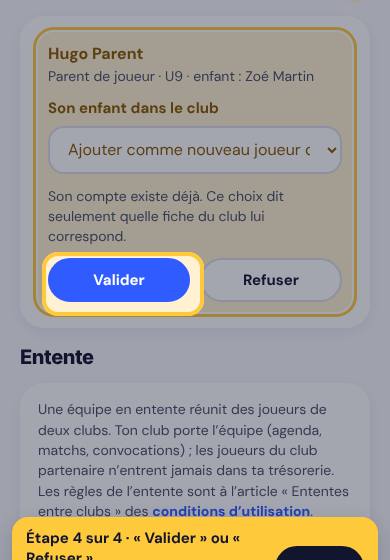 Hugo Parent
Parent de joueur · U9 · enfant : Zoé Martin
Son enfant dans le club
Ajouter comme nouveau joueur c
Son compte existe déjà. Ce choix dit
seulement quelle fiche du club lui
correspond.
Valider
Refuser
Entente
Une équipe en entente réunit des joueurs de
deux clubs. Ton club porte l’équipe (agenda,
matchs, convocations) ; les joueurs du club
partenaire n’entrent jamais dans ta trésorerie.
Les règles de l’entente sont à l’article « Ententes
entre clubs » des conditions d’utilisation.
Étape 4 sur 4 · « Valider » ou «
Refuser »